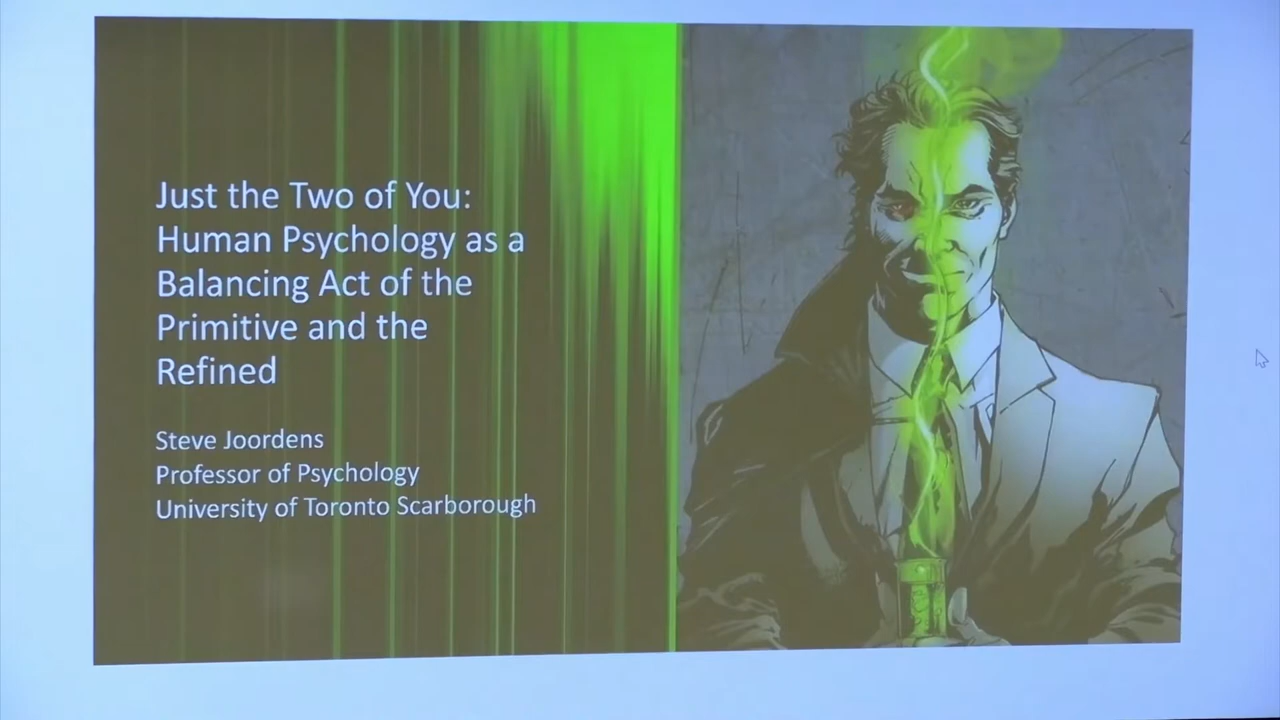 Just the Two of You:
Human Psychology as a
Balancing Act of the
Primitive and the
Refined
Steve Joordens
Professor of Psychology
University of Toronto Scarborough